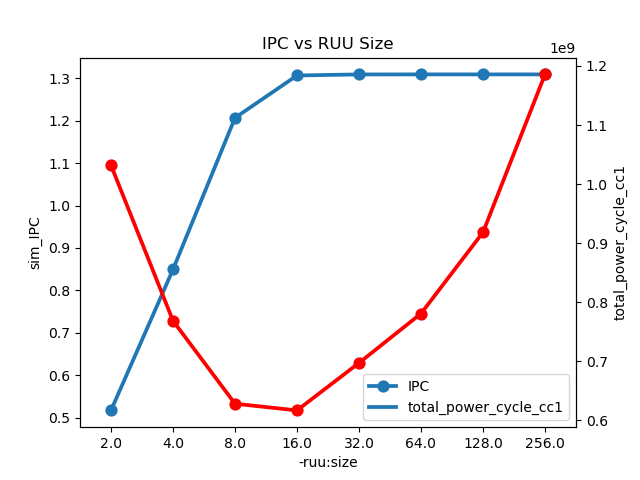 IPC vs RUU Size
1e9
sim_IPC
1.3
1.2
1.1
1.0
0.9
0.8
0.7
0.6
0.5
1.2
1.1
1.0
0.9
0.8
0.7
0.6
total_power_cycle_cc1
IPC
total_power_cycle_cc1
2.0 4.0 8.0 16.0 32.0 64.0 128.0 256.0
-ruu:size